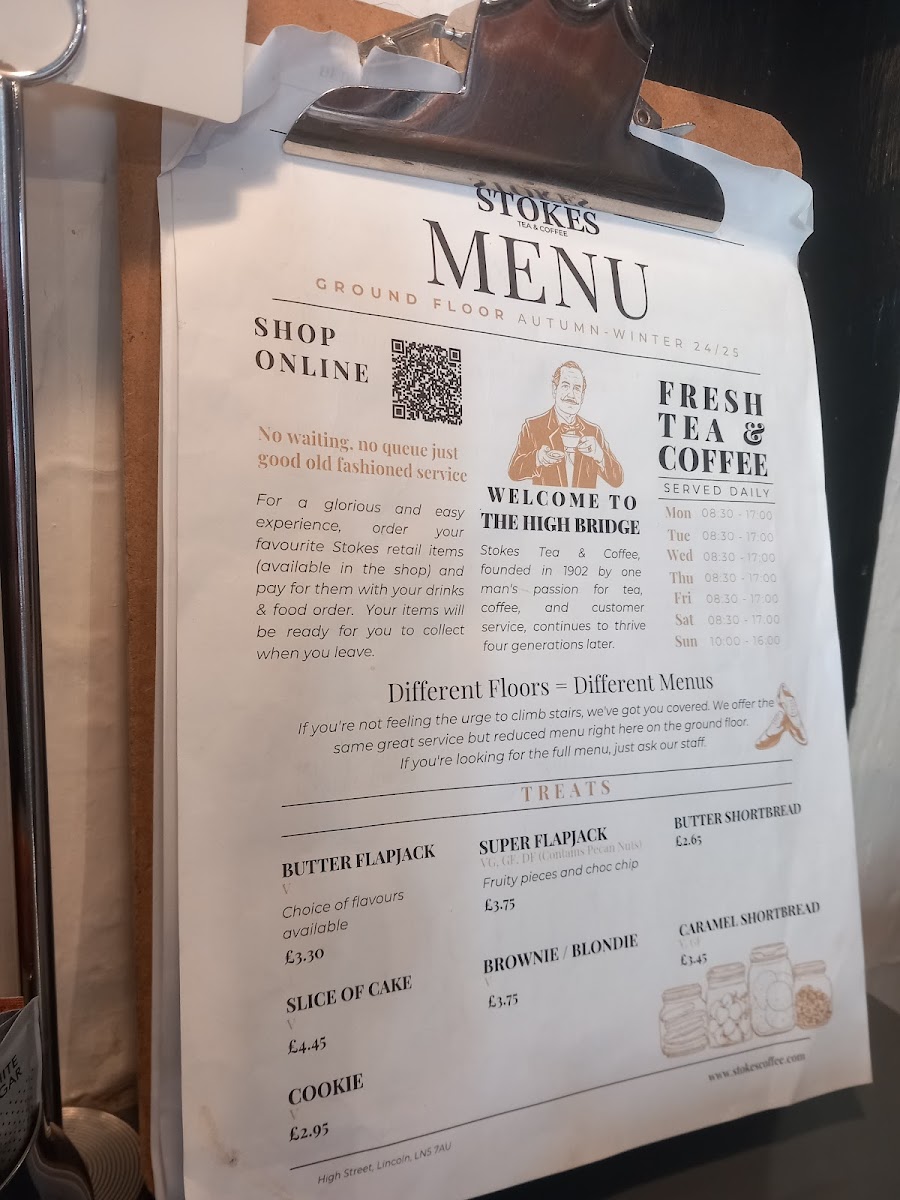 STOKES
TEA & COFFEE
MENU
GROUND FLOOR AUTUMN-WINTER 24/25
SHOP
ONLINE
No waiting, no queue just
good old fashioned service
For a glorious and easy
experience, order your
favourite Stokes retail items
(available in the shop) and
pay for them with your drinks
& food order. Your items will
be ready for you to collect
when you leave.
WELCOME TO
THE HIGH BRIDGE
Stokes Tea & Coffee,
founded in 1902 by one
man's passion for tea,
coffee, and customer
service, continues to thrive
four generations later.
FRESH
TEA &
COFFEE
SERVED DAILY
Mon 08:30 - 17:00
Tue 08:30 - 17:00
Wed 08:30 - 17:00
Thu 08:30 - 17:00
Fri 08:30 - 17:00
Sat 08:30 - 17:00
Sun 10:00 - 16:00
Different Floors = Different Menus
If you're not feeling the urge to climb stairs, we've got you covered. We offer the
same great service but reduced menu right here on the ground floor.
If you're looking for the full menu, just ask our staff.
TREATS
BUTTER FLAPJACK
V
Choice of flavours
available
£3.30
SLICE OF CAKE
V
£4.45
COOKIE
V
£2.95
SUPER FLAPJACK
VG, GF, DF (Contains Pecan Nuts)
Fruity pieces and choc chip
£3.75
BROWNIE / BLONDIE
V
£3.75
BUTTER SHORTBREAD
£2.65
CARAMEL SHORTBREAD
V, GF
£3.45
www.stokescoffee.com
High Street, Lincoln, LN5 7AU